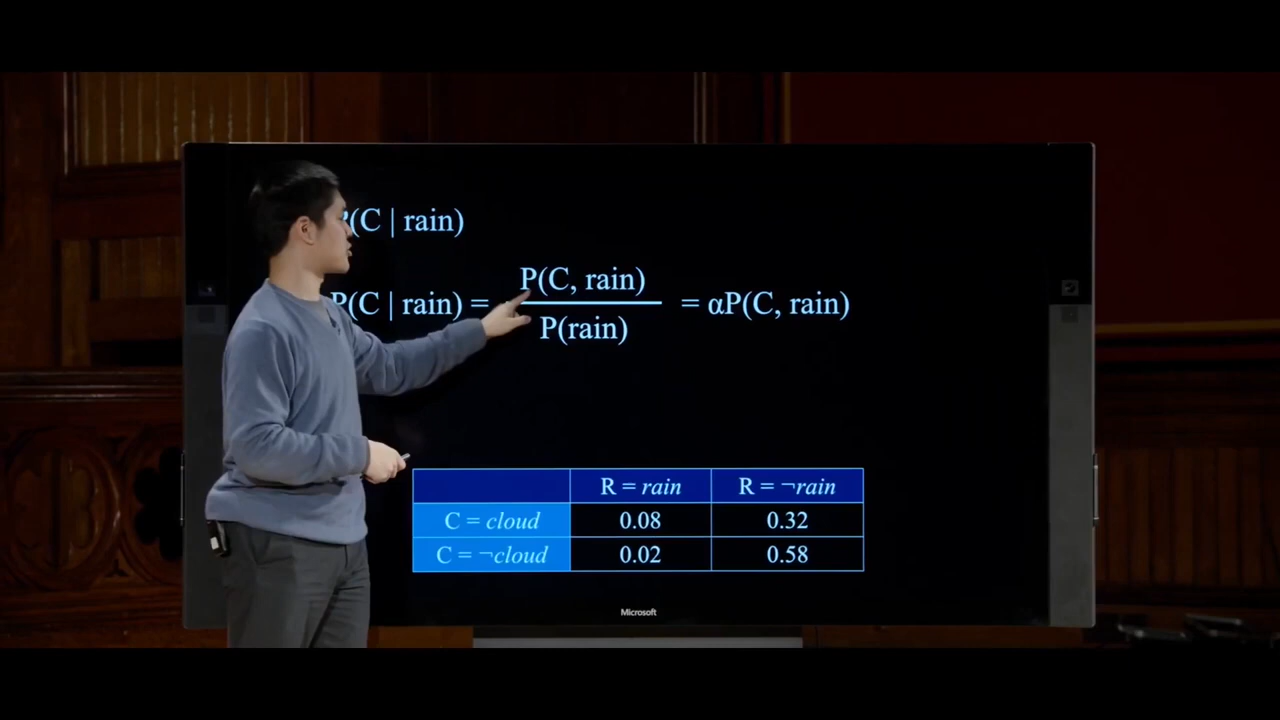 P(C | rain)
P(C | rain) = P(C, rain) / P(rain) = αP(C, rain)
R = rain R = ¬rain
C = cloud 0.08 0.32
C = ¬cloud 0.02 0.58
Microsoft